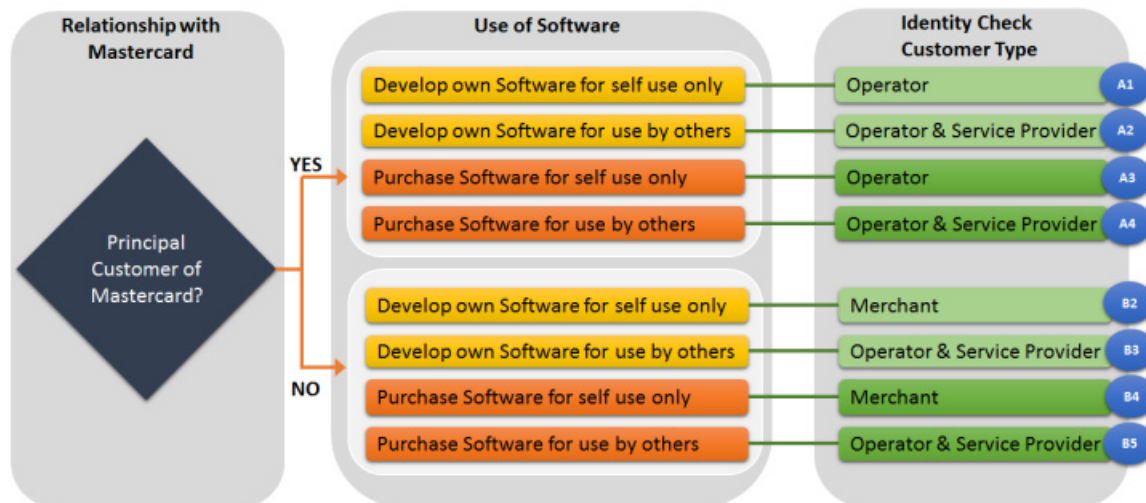 Relationship with
Mastercard
Use of Software
Identity Check
Customer Type
Principal
Customer of
Mastercard?
YES
Develop own Software for self use only
Operator
A1
Develop own Software for use by others
Operator & Service Provider
A2
Purchase Software for self use only
Operator
A3
Purchase Software for use by others
Operator & Service Provider
A4
NO
Develop own Software for self use only
Merchant
B2
Develop own Software for use by others
Operator & Service Provider
B3
Purchase Software for self use only
Merchant
B4
Purchase Software for use by others
Operator & Service Provider
B5